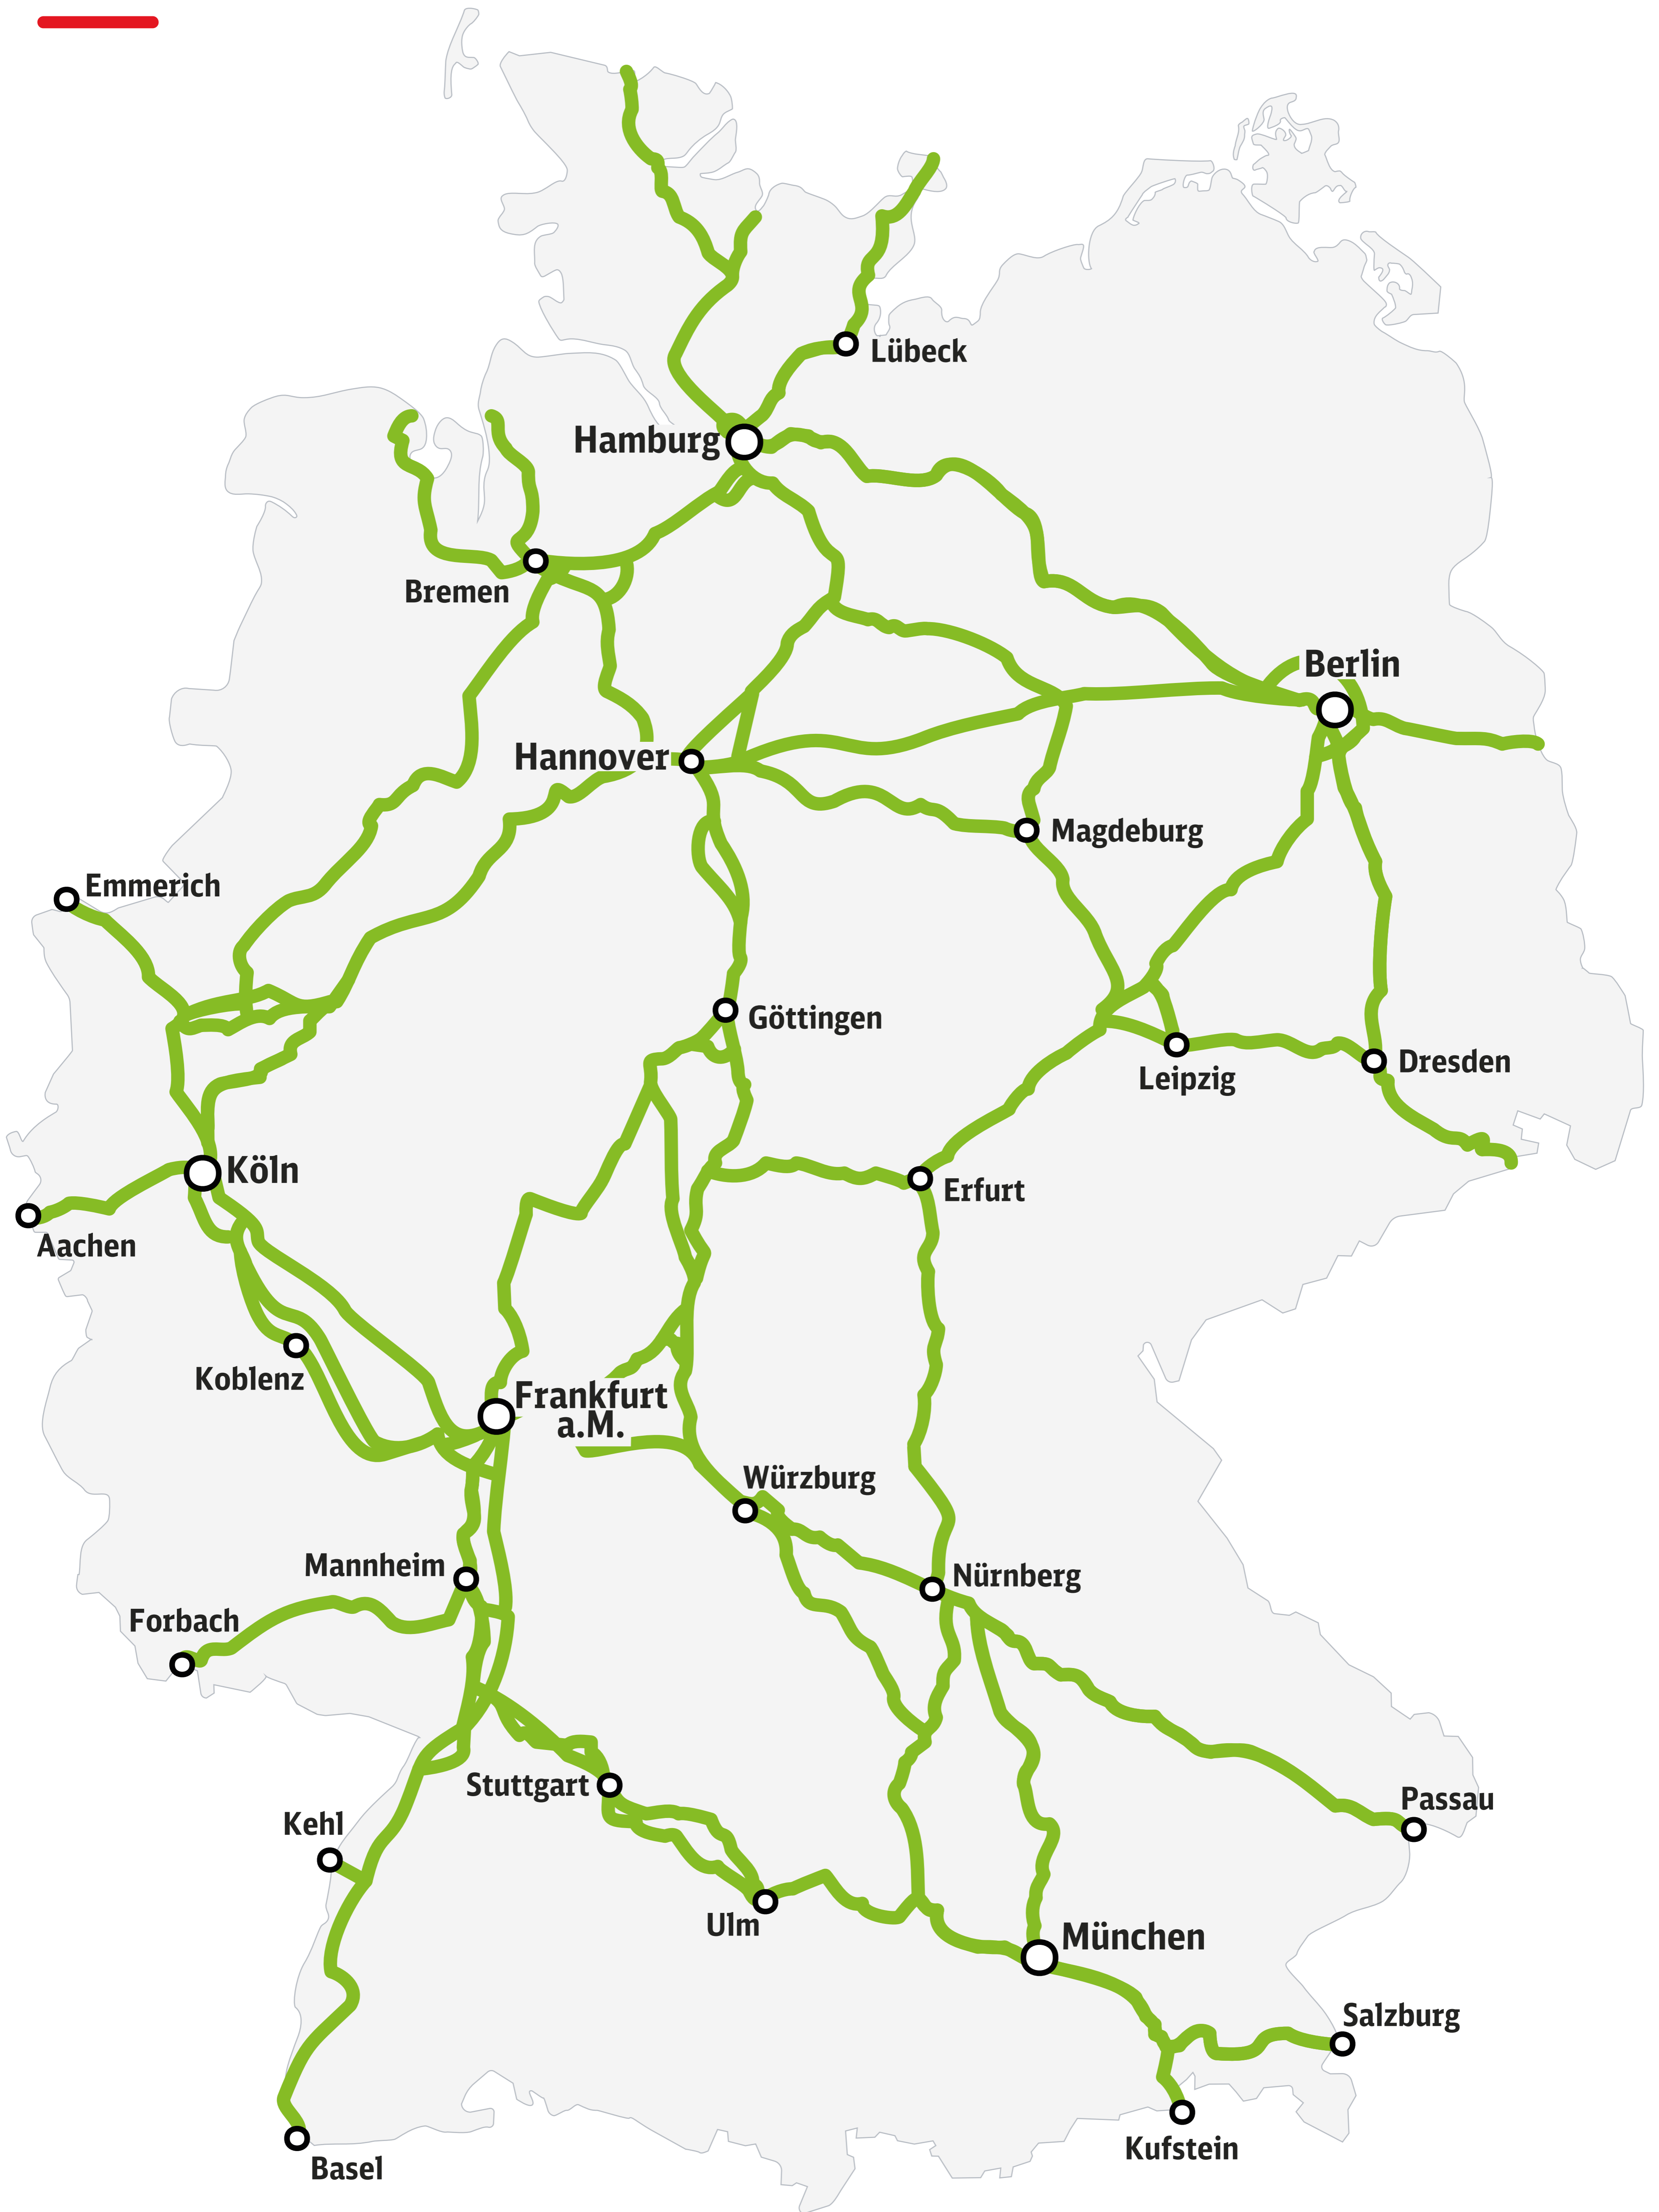 Lübeck
Hamburg
Bremen
Berlin
Hannover
Magdeburg
Emmerich
Göttingen
Leipzig
Dresden
Köln
Erfurt
Aachen
Koblenz
Frankfurt
a.M.
Würzburg
Mannheim
Nürnberg
Forbach
Stuttgart
Passau
Kehl
Ulm
München
Salzburg
Kufstein
Basel